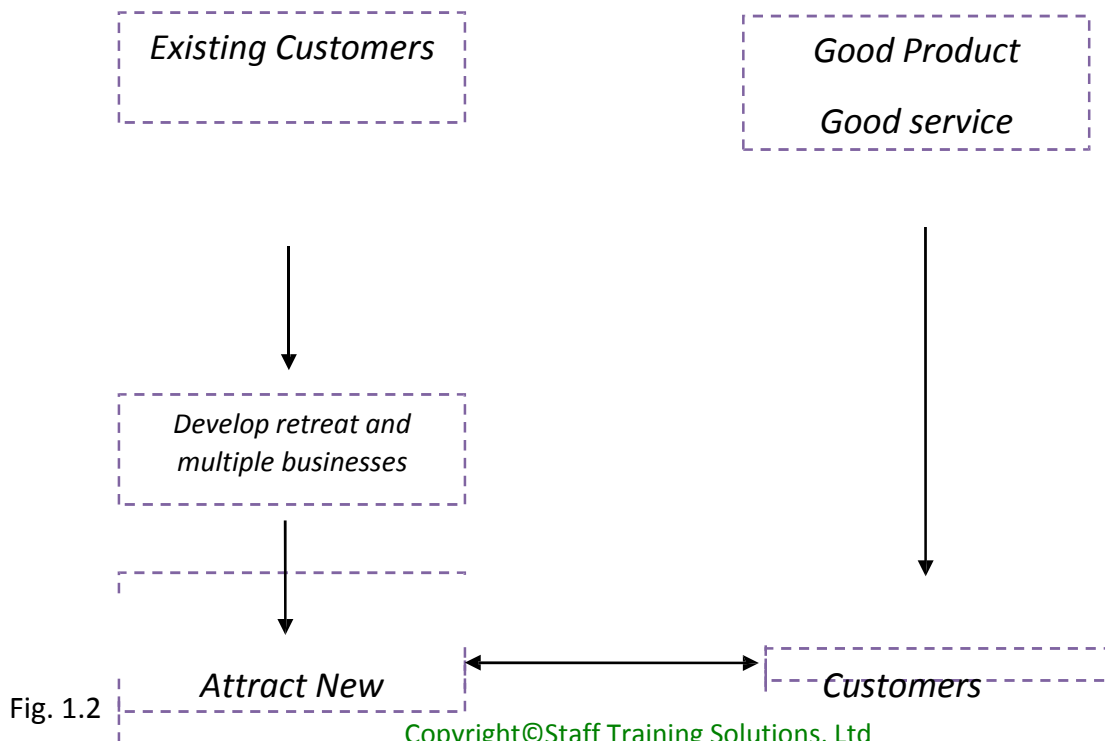 Existing Customers
Good Product
Good service
Develop retreat and
multiple businesses
Attract New
Customers
Fig. 1.2
Copyright©Staff Training Solutions, Ltd